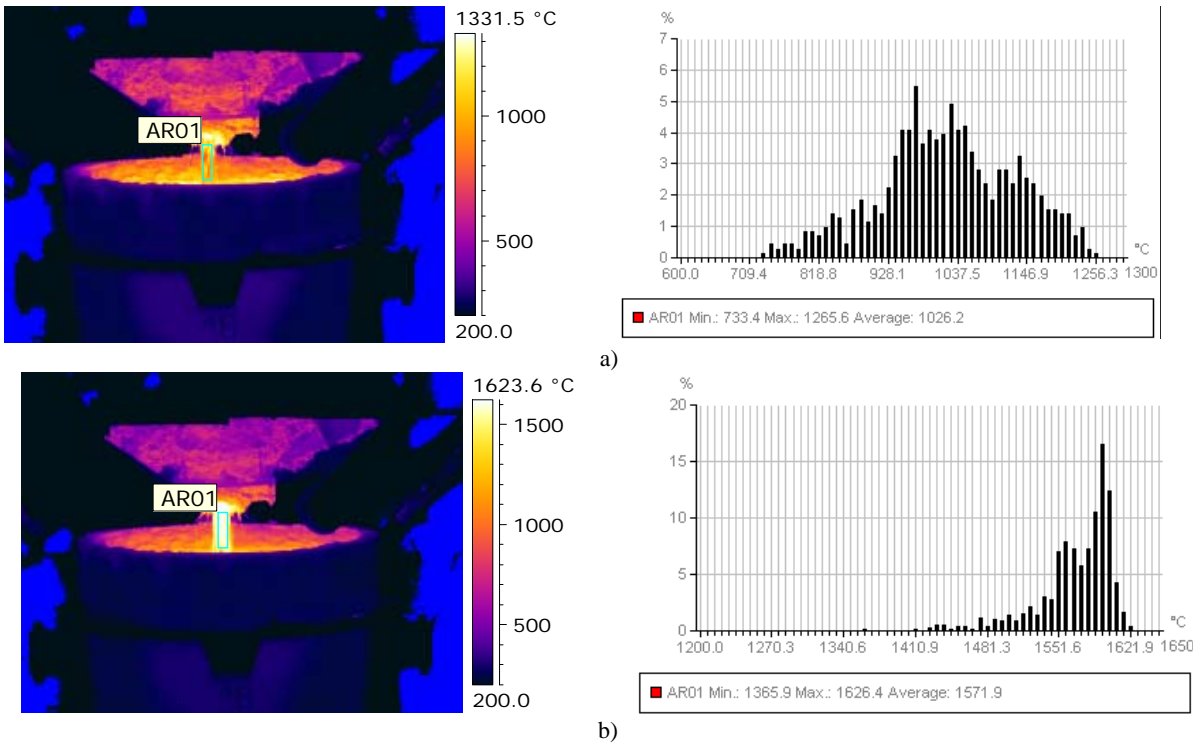 1331.5 °C
AR01
1000
500
200.0
%
7
6
5
4
3
2
1
0
°C
600.0 709.4 818.8 928.1 1037.5 1146.9 1256.3 1300
AR01 Min.: 733.4 Max.: 1265.6 Average: 1026.2
a)
1623.6 °C
AR01
1500
1000
500
200.0
%
20
15
10
5
0
°C
1200.0 1270.3 1340.6 1410.9 1481.3 1551.6 1621.9 1650
AR01 Min.: 1365.9 Max.: 1626.4 Average: 1571.9
b)